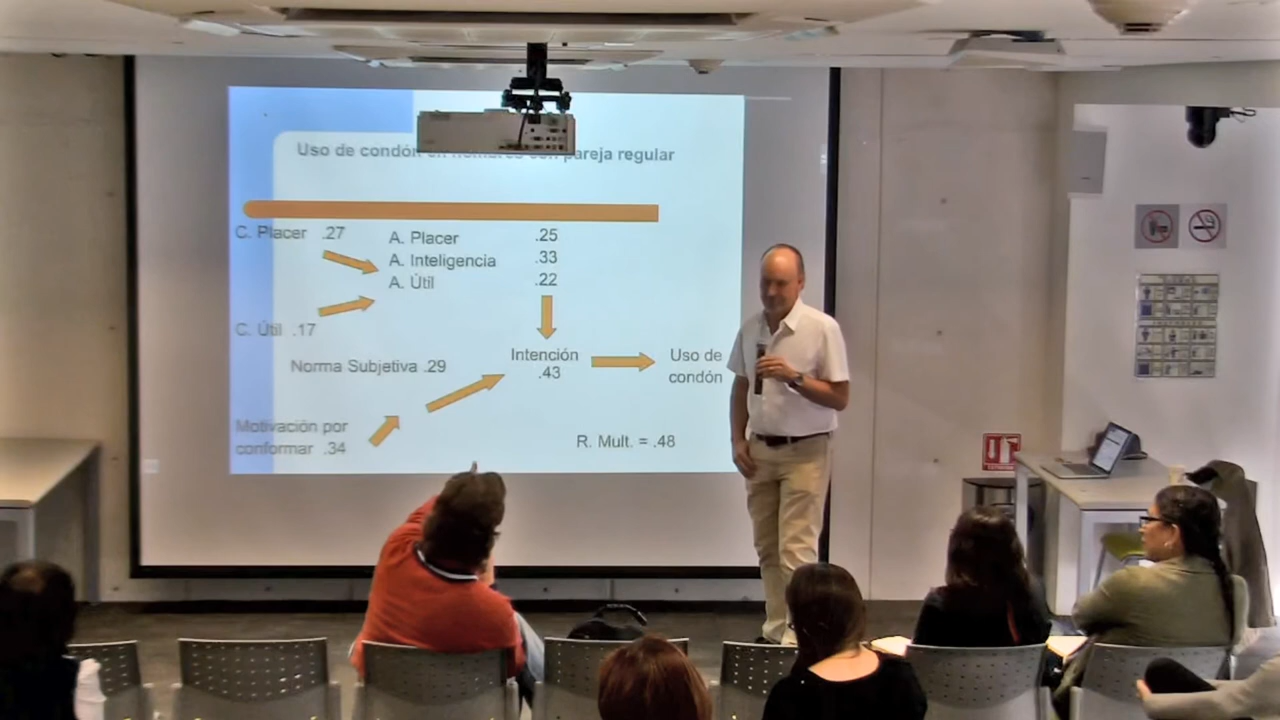 Uso de condón en hombres con pareja regular
C. Placer .27
A. Placer .25
A. Inteligencia .33
A. Útil .22
C. Útil .17
Norma Subjetiva .29
Intención
.43
Uso de
condón
Motivación por
conformar .34
R. Mult. = .48